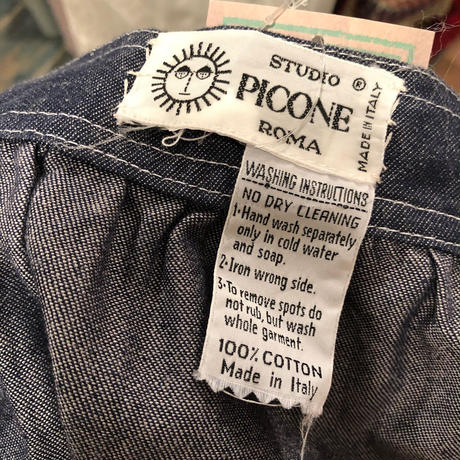 STUDIO ®
PICONE
ROMA
MADE IN ITALY
WASHING INSTRUCTIONS
NO DRY CLEANING
1·Hand wash separately
only in cold water
and soap.
2·Iron wrong side.
3·To remove spots do
not rub, but wash
whole garment.
100% COTTON
Made in Italy